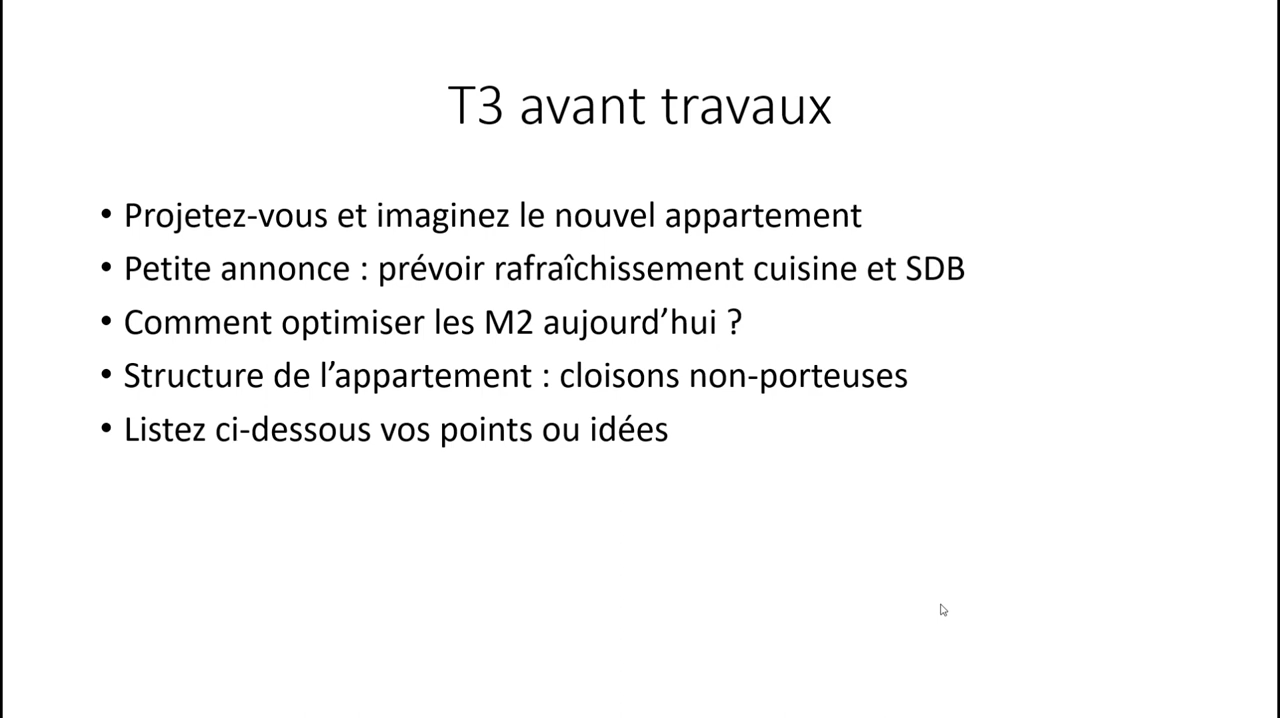 T3 avant travaux
• Projetez-vous et imaginez le nouvel appartement
• Petite annonce : prévoir rafraîchissement cuisine et SDB
• Comment optimiser les M2 aujourd’hui ?
• Structure de l’appartement : cloisons non-porteuses
• Listez ci-dessous vos points ou idées